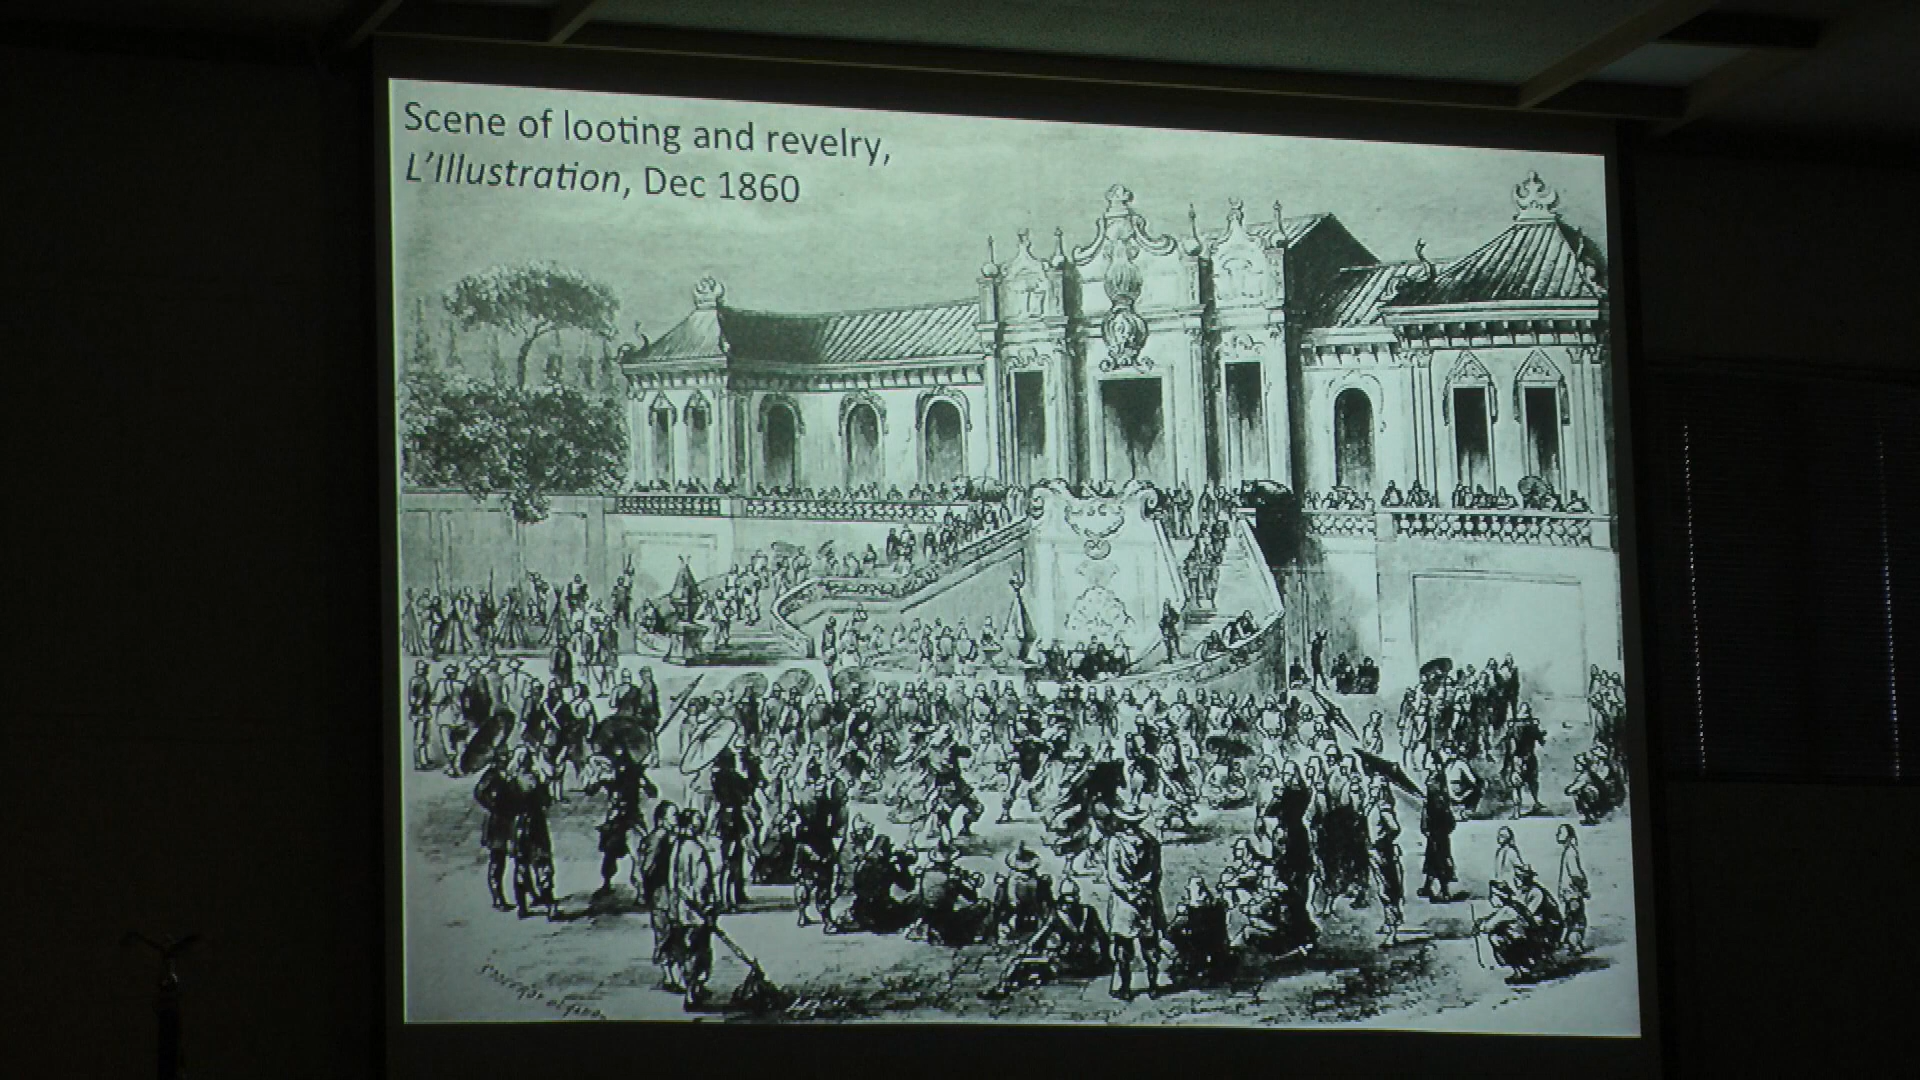 Scene of looting and revelry,
L’Illustration, Dec 1860